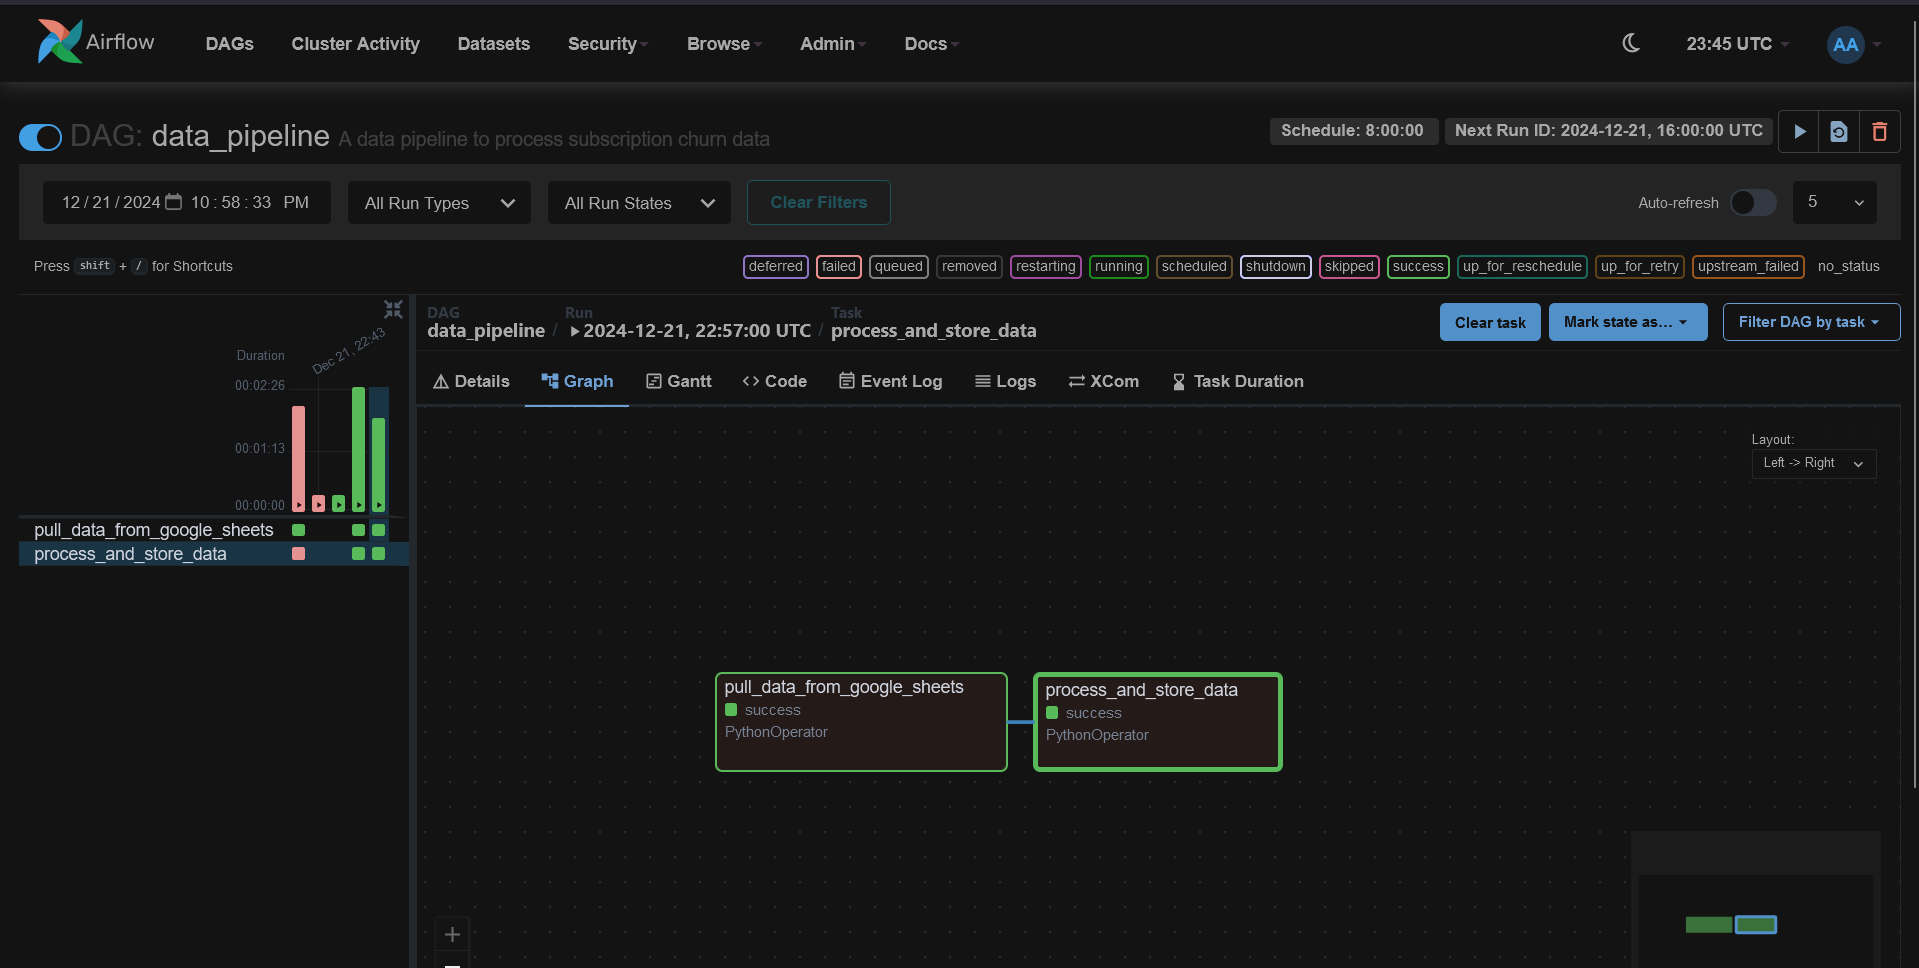 Airflow
DAGs
Cluster Activity
Datasets
Security
Browse
Admin
Docs
23:45 UTC
AA
DAG: data_pipeline A data pipeline to process subscription churn data
Schedule: 8:00:00
Next Run ID: 2024-12-21, 16:00:00 UTC
12 / 21 / 2024 10 : 58 : 33 PM
All Run Types
All Run States
Clear Filters
Auto-refresh
5
Press shift + / for Shortcuts
deferred
failed
queued
removed
restarting
running
scheduled
shutdown
skipped
success
up_for_reschedule
up_for_retry
upstream_failed
no_status
Dec 21, 22:43
Duration
00:02:26
00:01:13
00:00:00
pull_data_from_google_sheets
process_and_store_data
DAG
data_pipeline
/
Run
2024-12-21, 22:57:00 UTC
/
Task
process_and_store_data
Clear task
Mark state as...
Filter DAG by task
Details
Graph
Gantt
Code
Event Log
Logs
XCom
Task Duration
Layout:
Left -> Right
pull_data_from_google_sheets
success
PythonOperator
process_and_store_data
success
PythonOperator